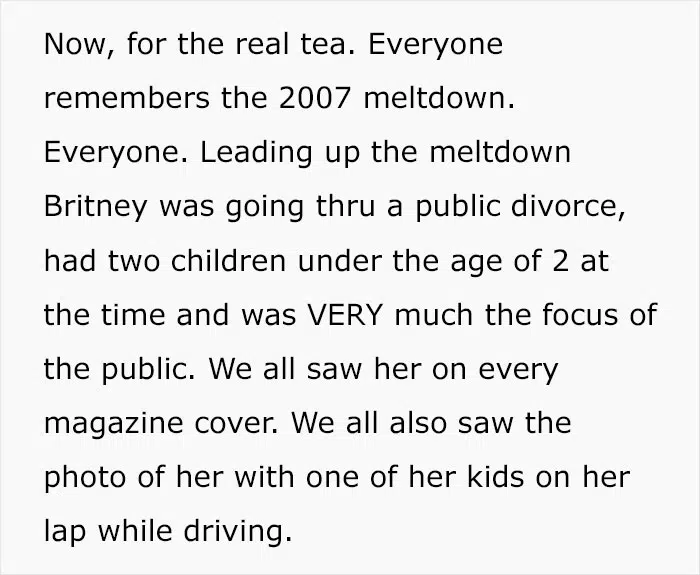 Now, for the real tea. Everyone
remembers the 2007 meltdown.
Everyone. Leading up the meltdown
Britney was going thru a public divorce,
had two children under the age of 2 at
the time and was VERY much the focus of
the public. We all saw her on every
magazine cover. We all also saw the
photo of her with one of her kids on her
lap while driving.